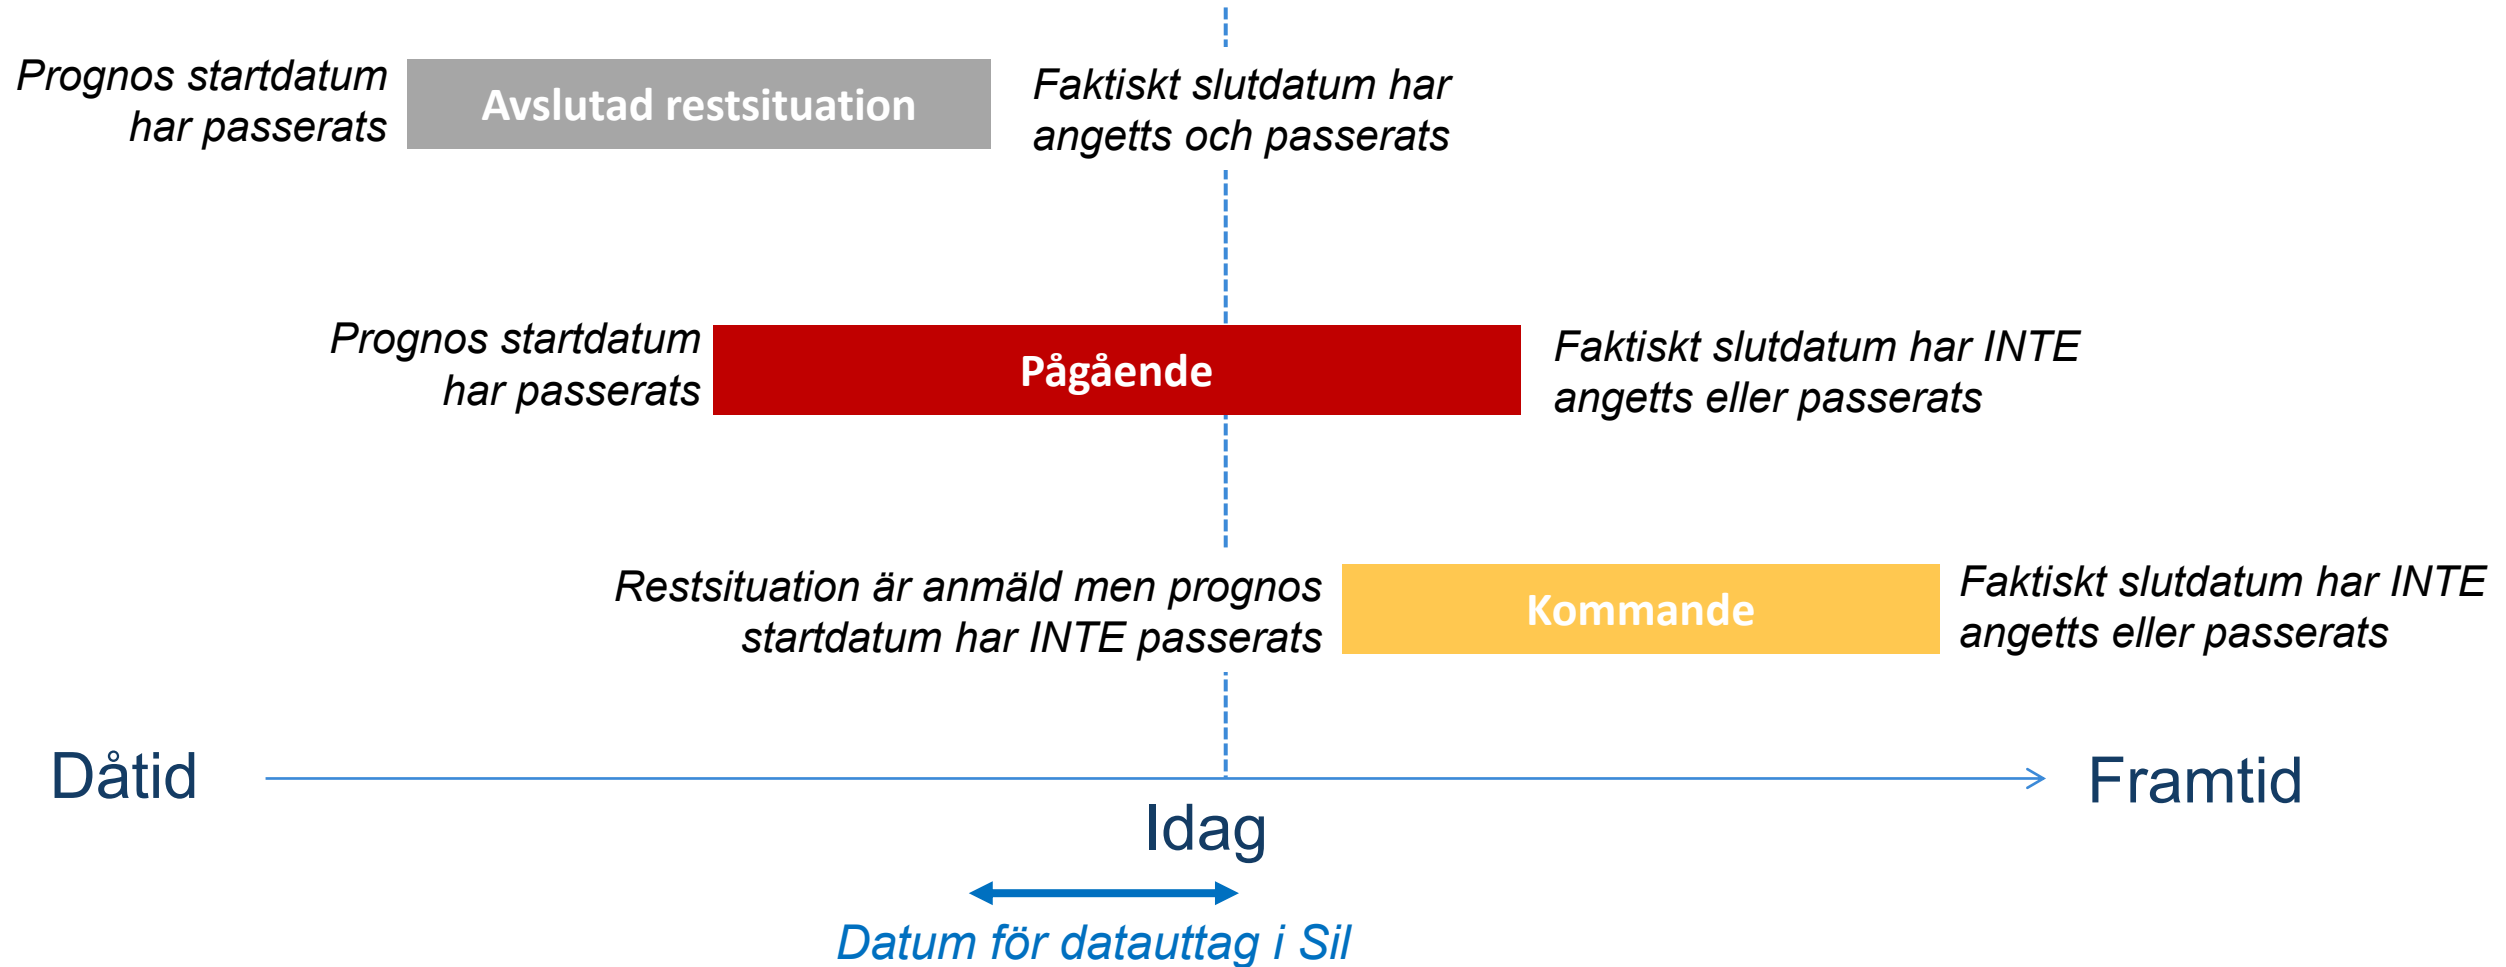 Prognos startdatum
har passerats
Avslutad restsituation
Faktiskt slutdatum har
angetts och passerats
Prognos startdatum
har passerats
Pågående
Faktiskt slutdatum har INTE
angetts eller passerats
Restsituation är anmäld men prognos
startdatum har INTE passerats
Kommande
Faktiskt slutdatum har INTE
angetts eller passerats
Dåtid
Framtid
Idag
Datum för datauttag i Sil